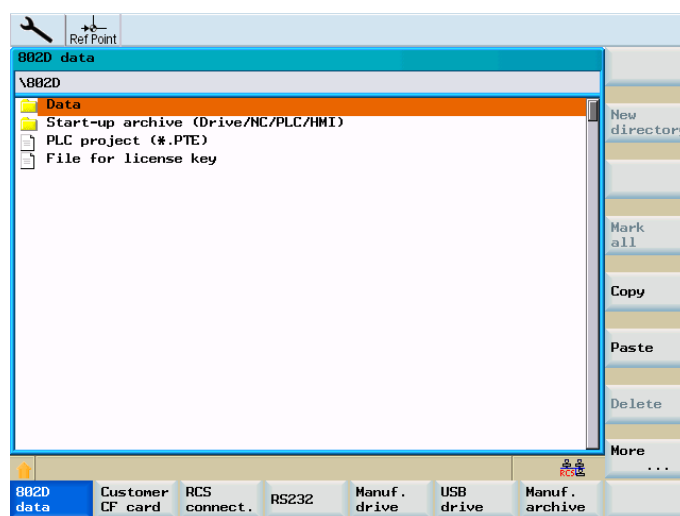 Ref Point
802D data
\802D
Data
Start-up archive (Drive/NC/PLC/HMI)
PLC project (*.PTE)
File for license key
New
director
Mark
all
Copy
Paste
Delete
More
...
RCS
802D
data
Customer
CF card
RCS
connect.
RS232
Manuf.
drive
USB
drive
Manuf.
archive